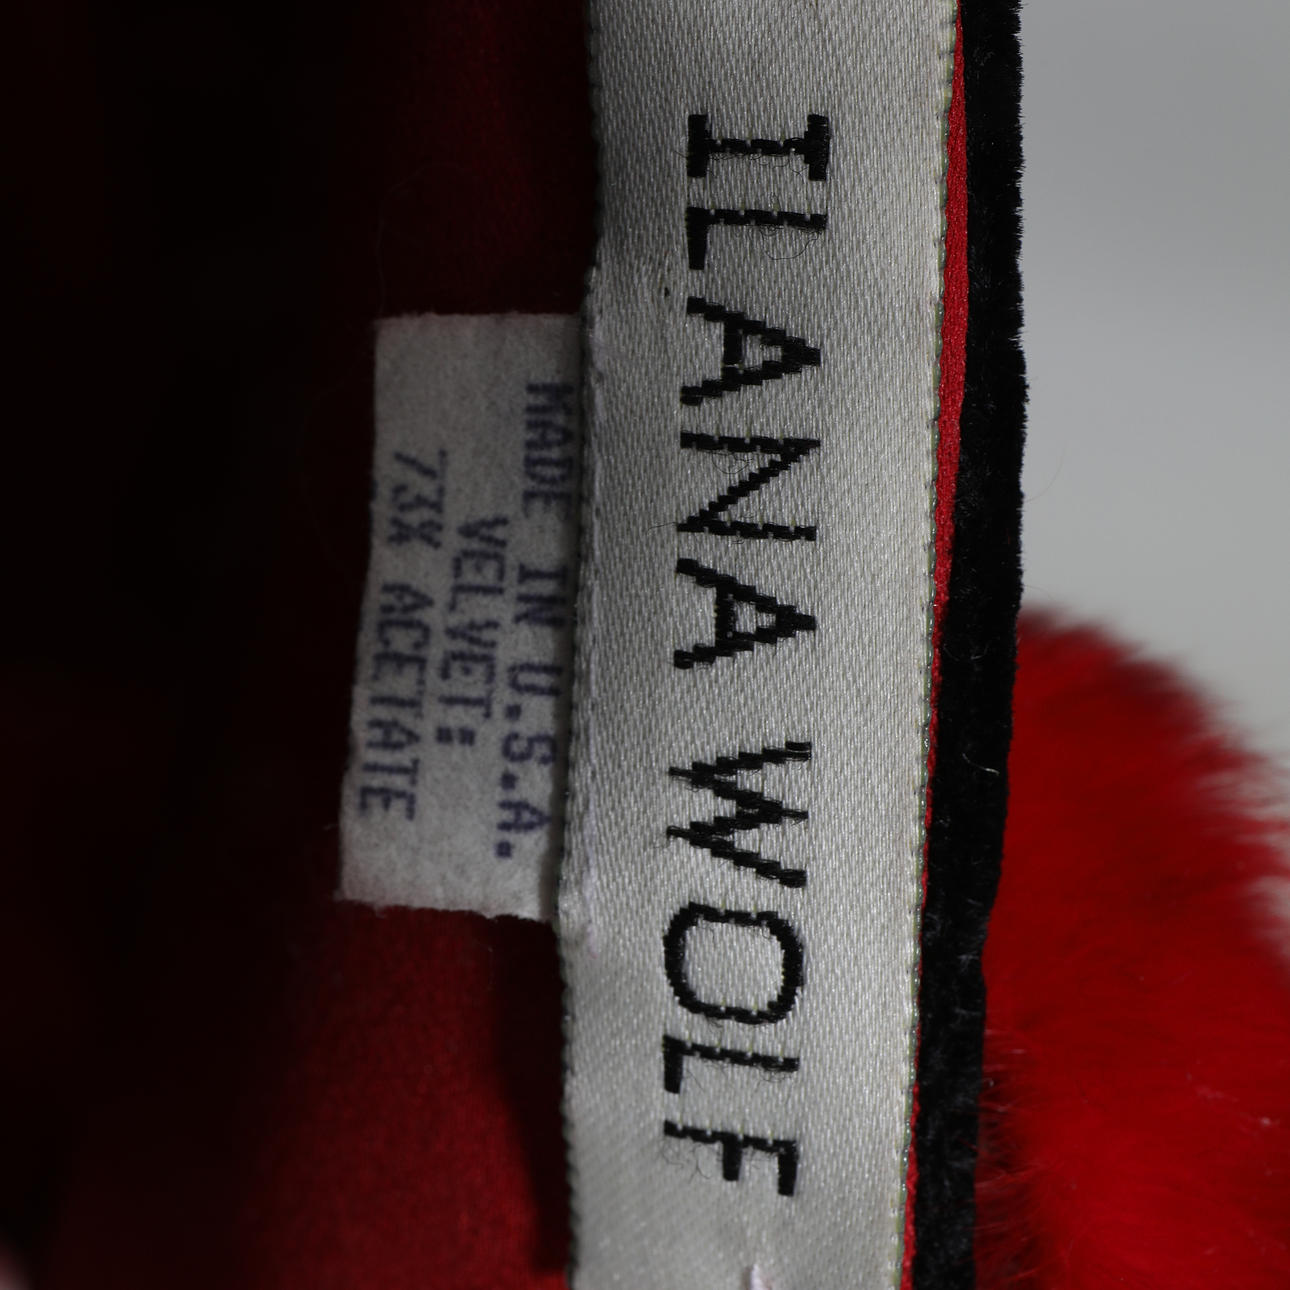 ILANA WOLF
MADE IN U.S.A.
VELVET:
73% ACETATE